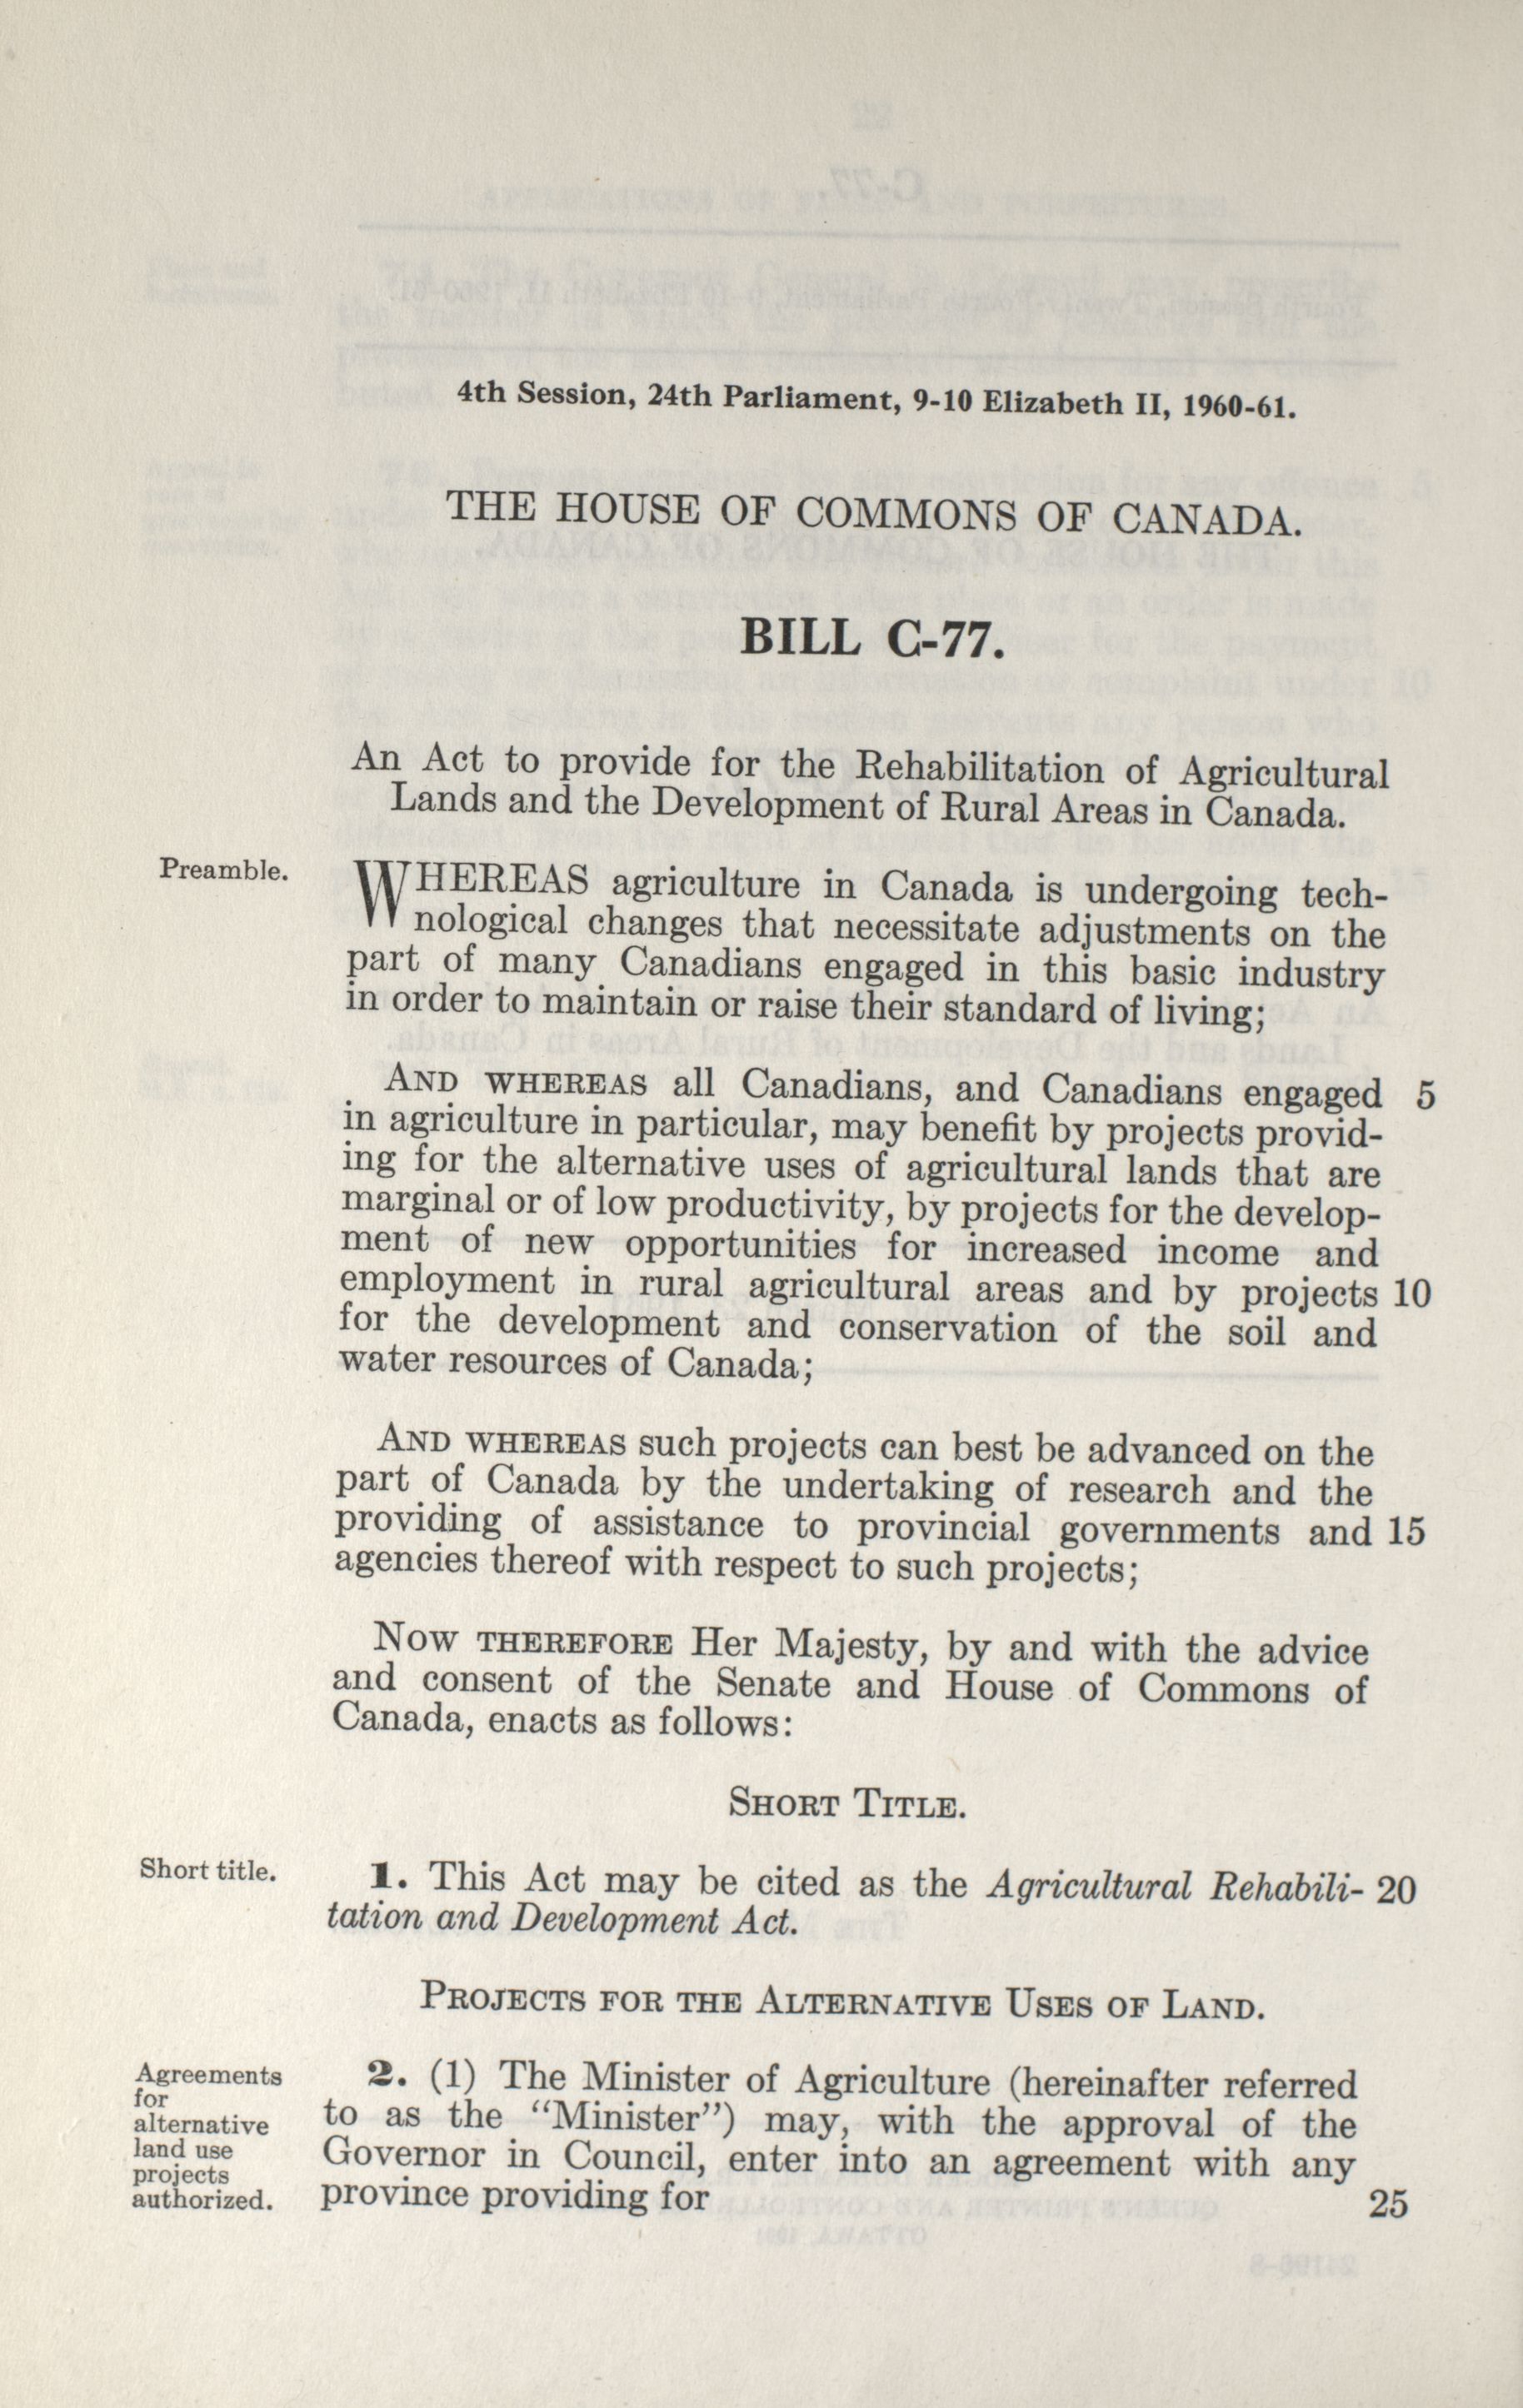 4th Session, 24th Parliament, 9-10 Elizabeth II, 1960-61.
THE HOUSE OF COMMONS OF CANADA.
BILL C-77.
An Act to provide for the Rehabilitation of Agricultural
Lands and the Development of Rural Areas in Canada.
Preamble.
WHEREAS agriculture in Canada is undergoing tech-
nological changes that necessitate adjustments on the
part of many Canadians engaged in this basic industry
in order to maintain or raise their standard of living;
AND WHEREAS all Canadians, and Canadians engaged 5
in agriculture in particular, may benefit by projects provid-
ing for the alternative uses of agricultural lands that are
marginal or of low productivity, by projects for the develop-
ment of new opportunities for increased income and
employment in rural agricultural areas and by projects 10
for the development and conservation of the soil and
water resources of Canada;
AND WHEREAS such projects can best be advanced on the
part of Canada by the undertaking of research and the
providing of assistance to provincial governments and 15
agencies thereof with respect to such projects;
NOW THEREFORE Her Majesty, by and with the advice
and consent of the Senate and House of Commons of
Canada, enacts as follows:
SHORT TITLE.
Short title.
1. This Act may be cited as the Agricultural Rehabili- 20
tation and Development Act.
PROJECTS FOR THE ALTERNATIVE USES OF LAND.
Agreements
for
alternative
land use
projects
authorized.
2. (1) The Minister of Agriculture (hereinafter referred
to as the "Minister") may, with the approval of the
Governor in Council, enter into an agreement with any
province providing for 25